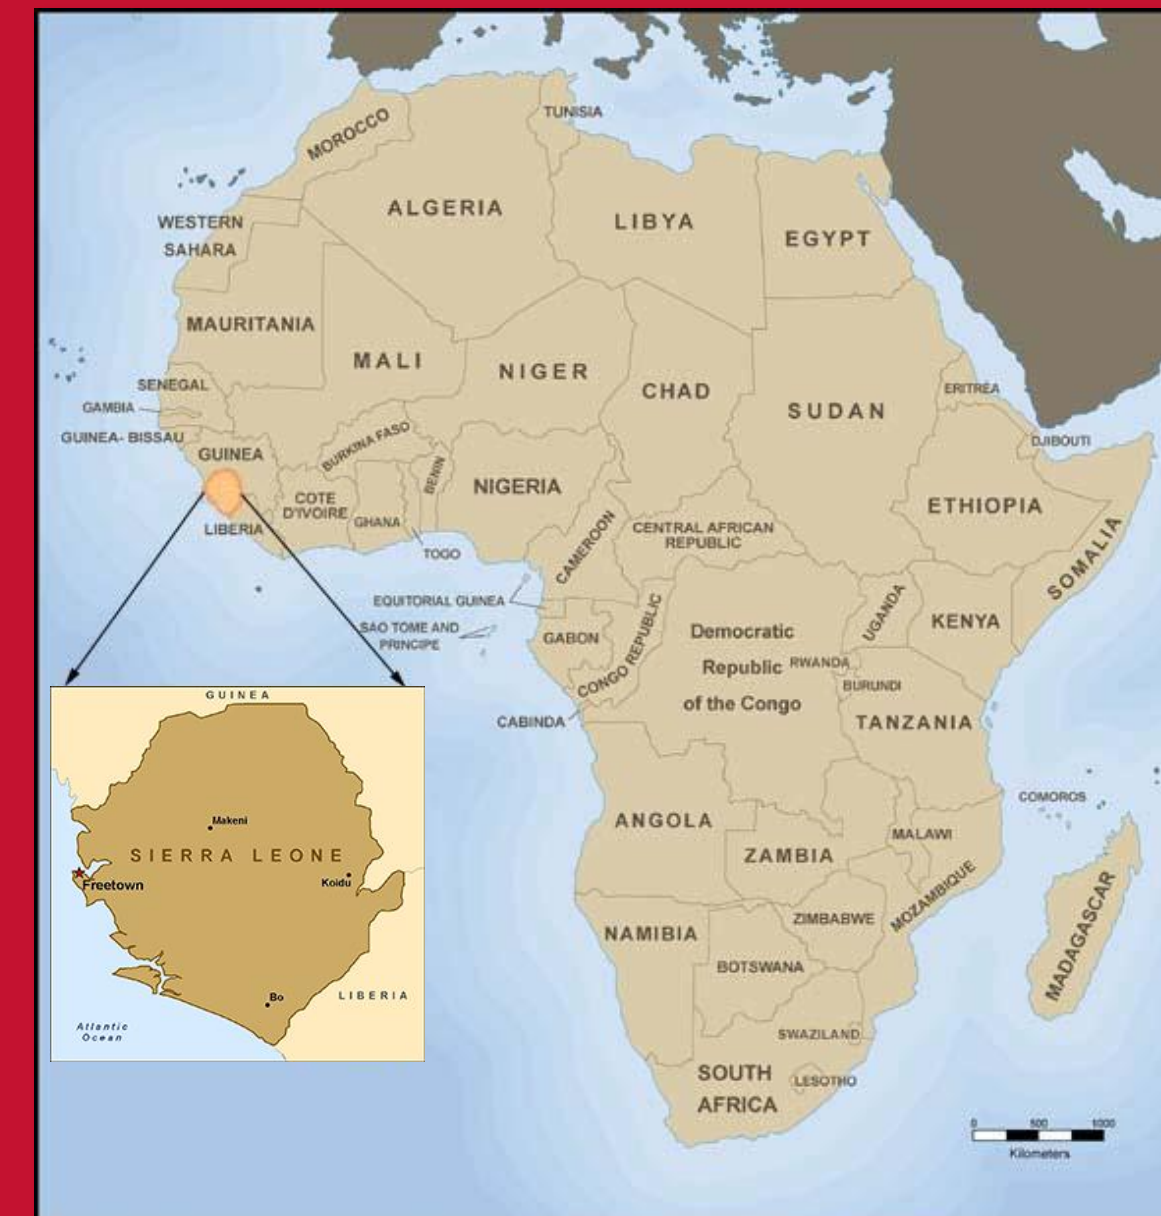 TUNISIA
MOROCCO
ALGERIA
LIBYA
EGYPT
WESTERN
SAHARA
MAURITANIA
MALI
NIGER
CHAD
SUDAN
ERITREA
SENEGAL
GAMBIA
GUINEA- BISSAU
DJIBOUTI
GUINEA
BURKINA FASO
BENIN
NIGERIA
ETHIOPIA
COTE
D'IVOIRE
GHANA
LIBERIA
TOGO
CAMEROON
CENTRAL AFRICAN
REPUBLIC
SOMALIA
EQUITORIAL GUINEA
SAO TOME AND
PRINCIPE
GABON
CONGO REPUBLIC
Democratic
Republic
of the Congo
UGANDA
KENYA
RWANDA
BURUNDI
TANZANIA
CABINDA
COMOROS
ANGOLA
ZAMBIA
MALAWI
MOZAMBIQUE
ZIMBABWE
NAMIBIA
BOTSWANA
MADAGASCAR
SWAZILAND
SOUTH
AFRICA
LESOTHO
0 500 1000
Kilometers
GUINEA
Makeni
SIERRA LEONE
Freetown
Koidu
Bo
LIBERIA
Atlantic
Ocean